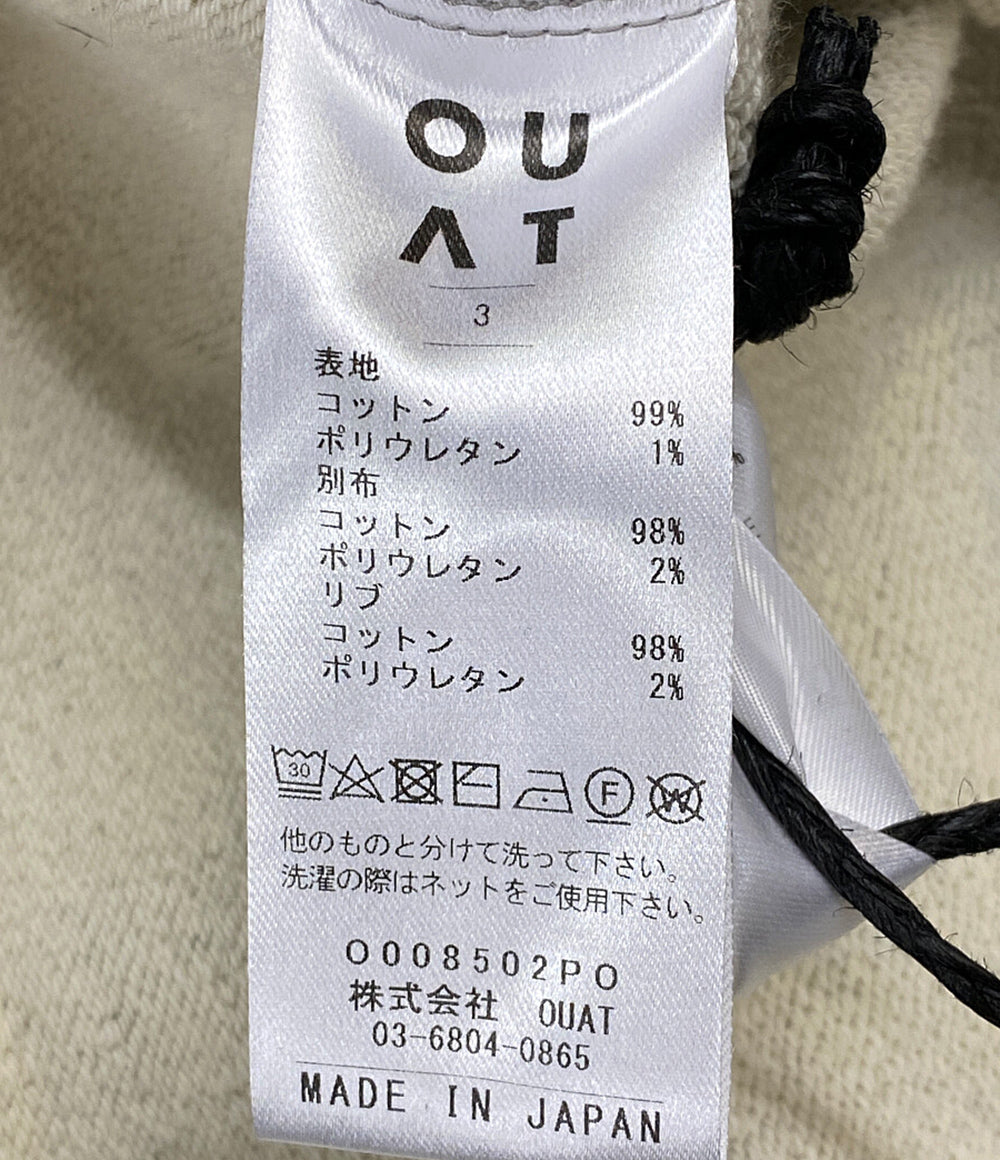 OU
AT
3
表地
コットン 99%
ポリウレタン 1%
別布
コットン 98%
ポリウレタン 2%
リブ
コットン 98%
ポリウレタン 2%
30 F W
他のものと分けて洗って下さい。
洗濯の際はネットをご使用下さい。
O008502PO
株式会社 OUAT
03-6804-0865
MADE IN JAPAN